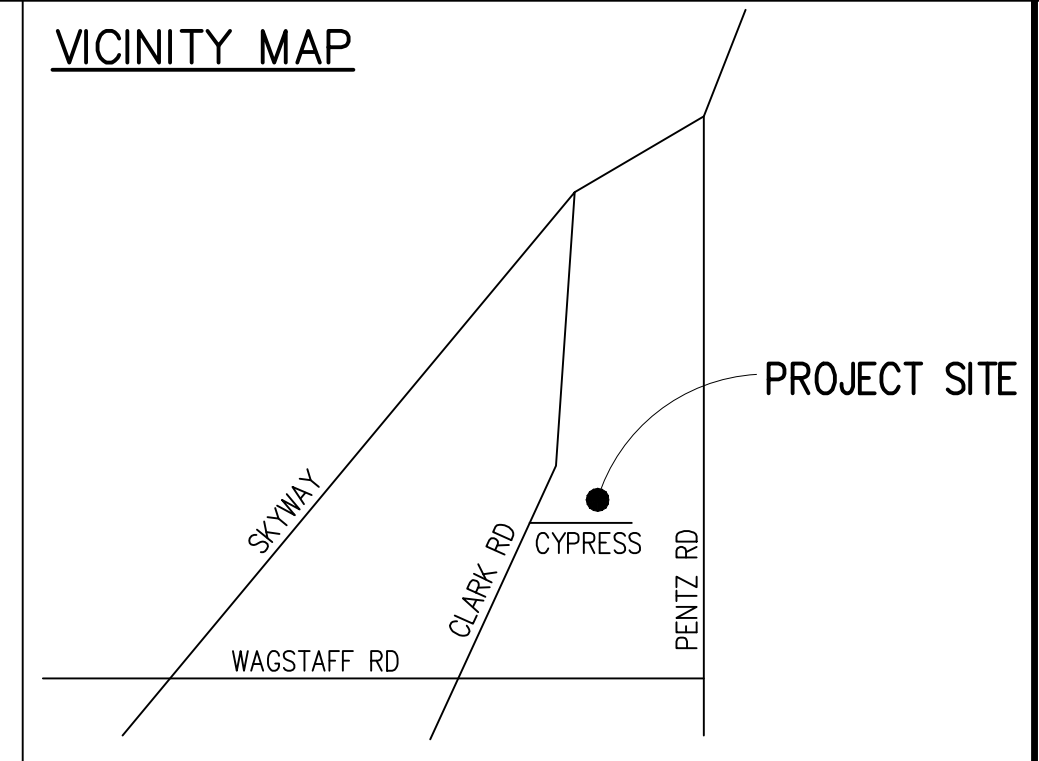 VICINITY MAP
PROJECT SITE
SKYWAY
CLARK RD
CYPRESS
PENTZ RD
WAGSTAFF RD